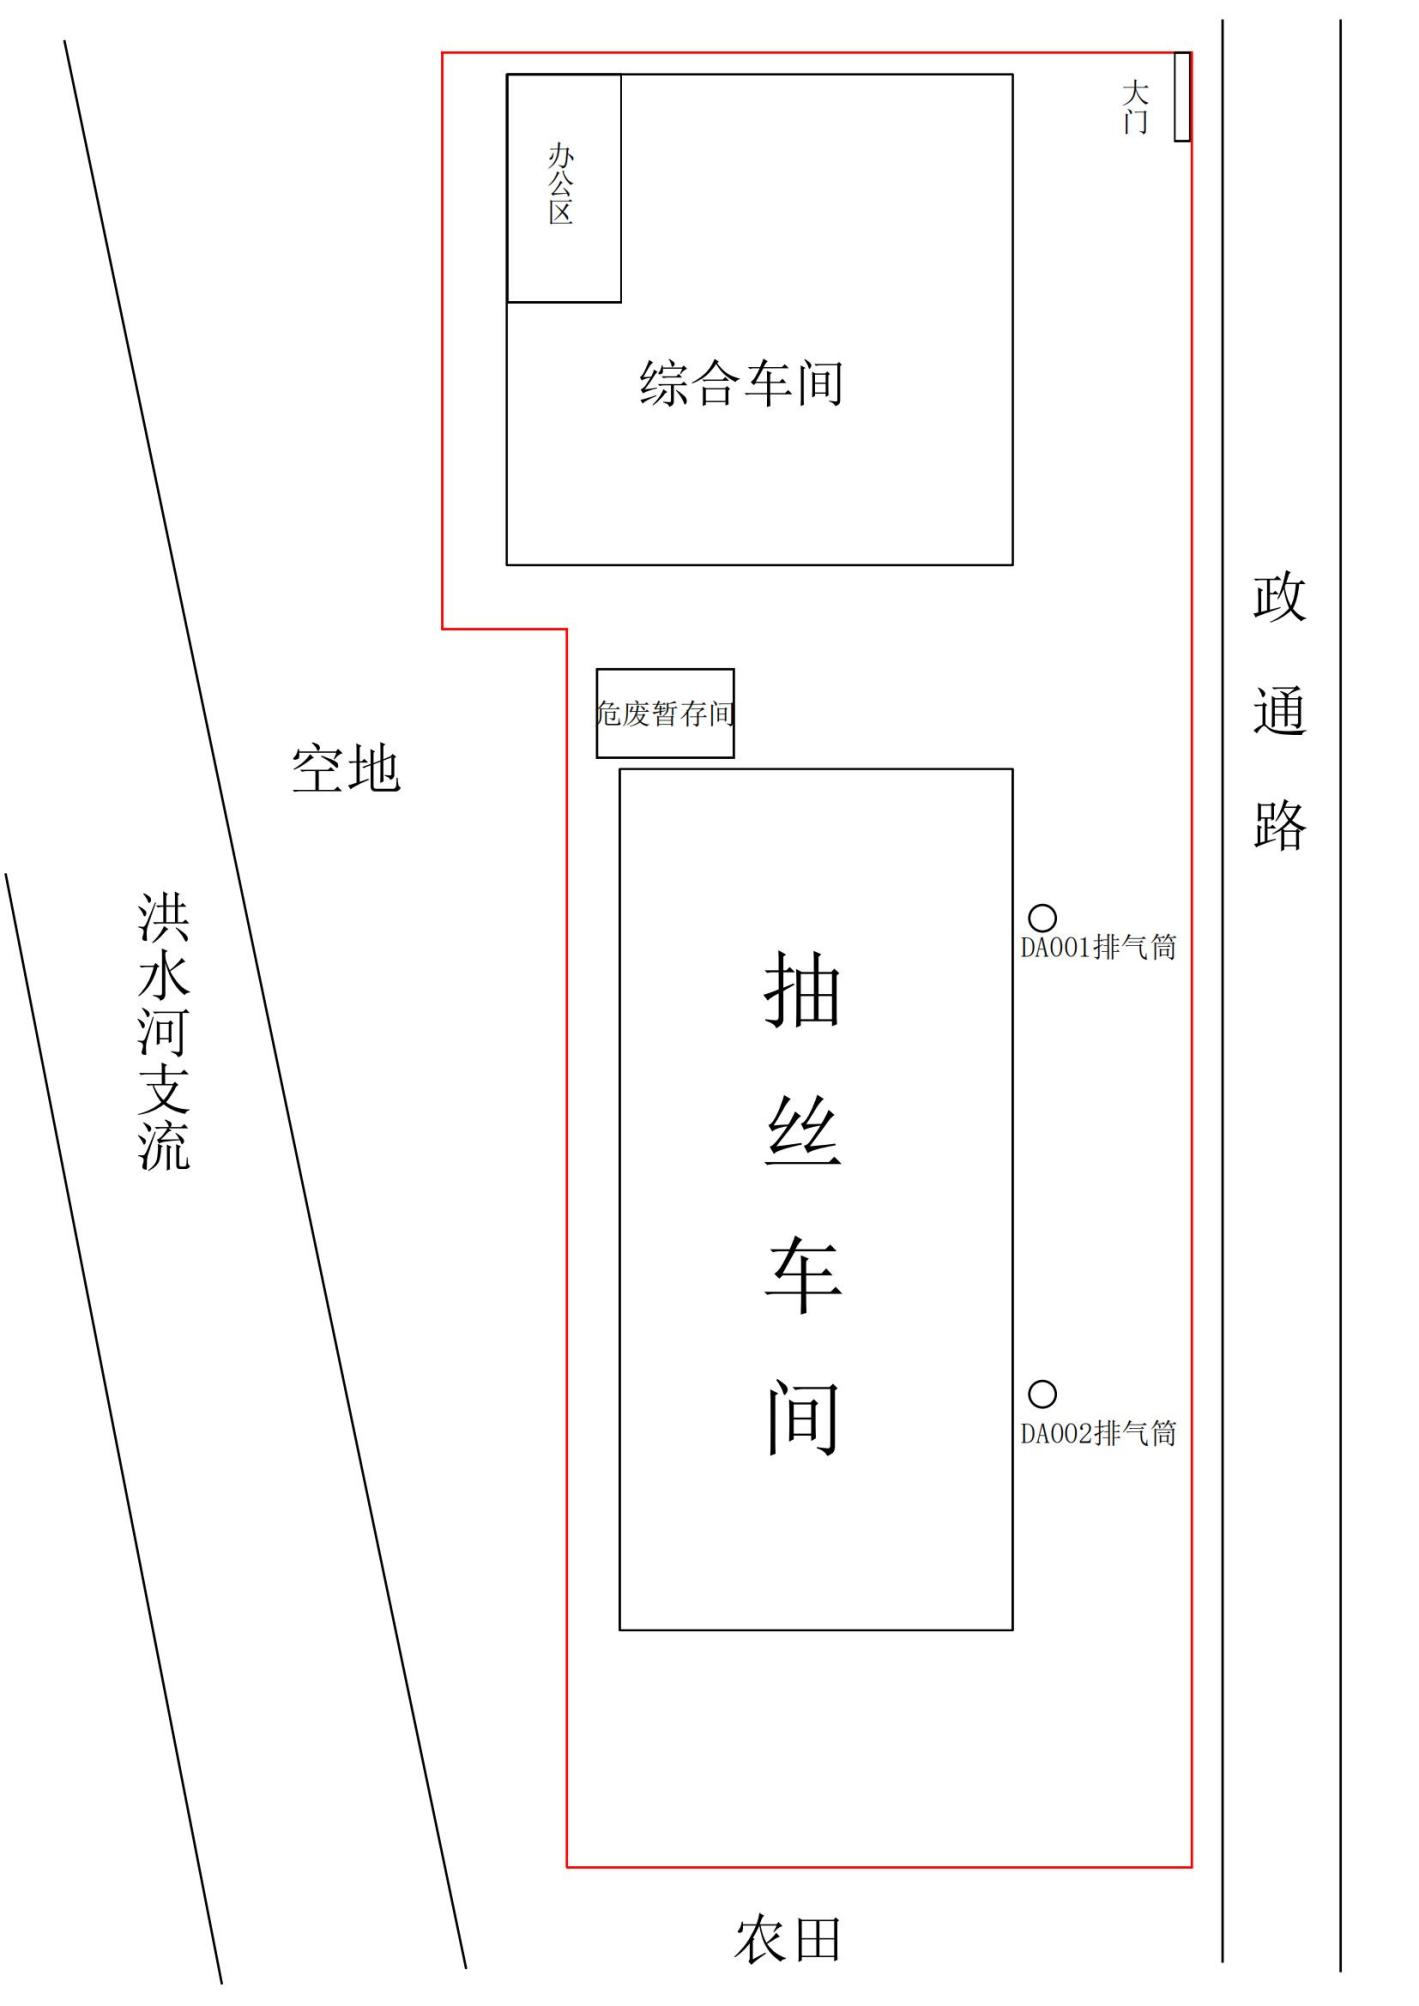 大门
办公区
综合车间
政通路
危废暂存间
空地
洪水河支流
DA001排气筒
抽丝车间
DA002排气筒
农田